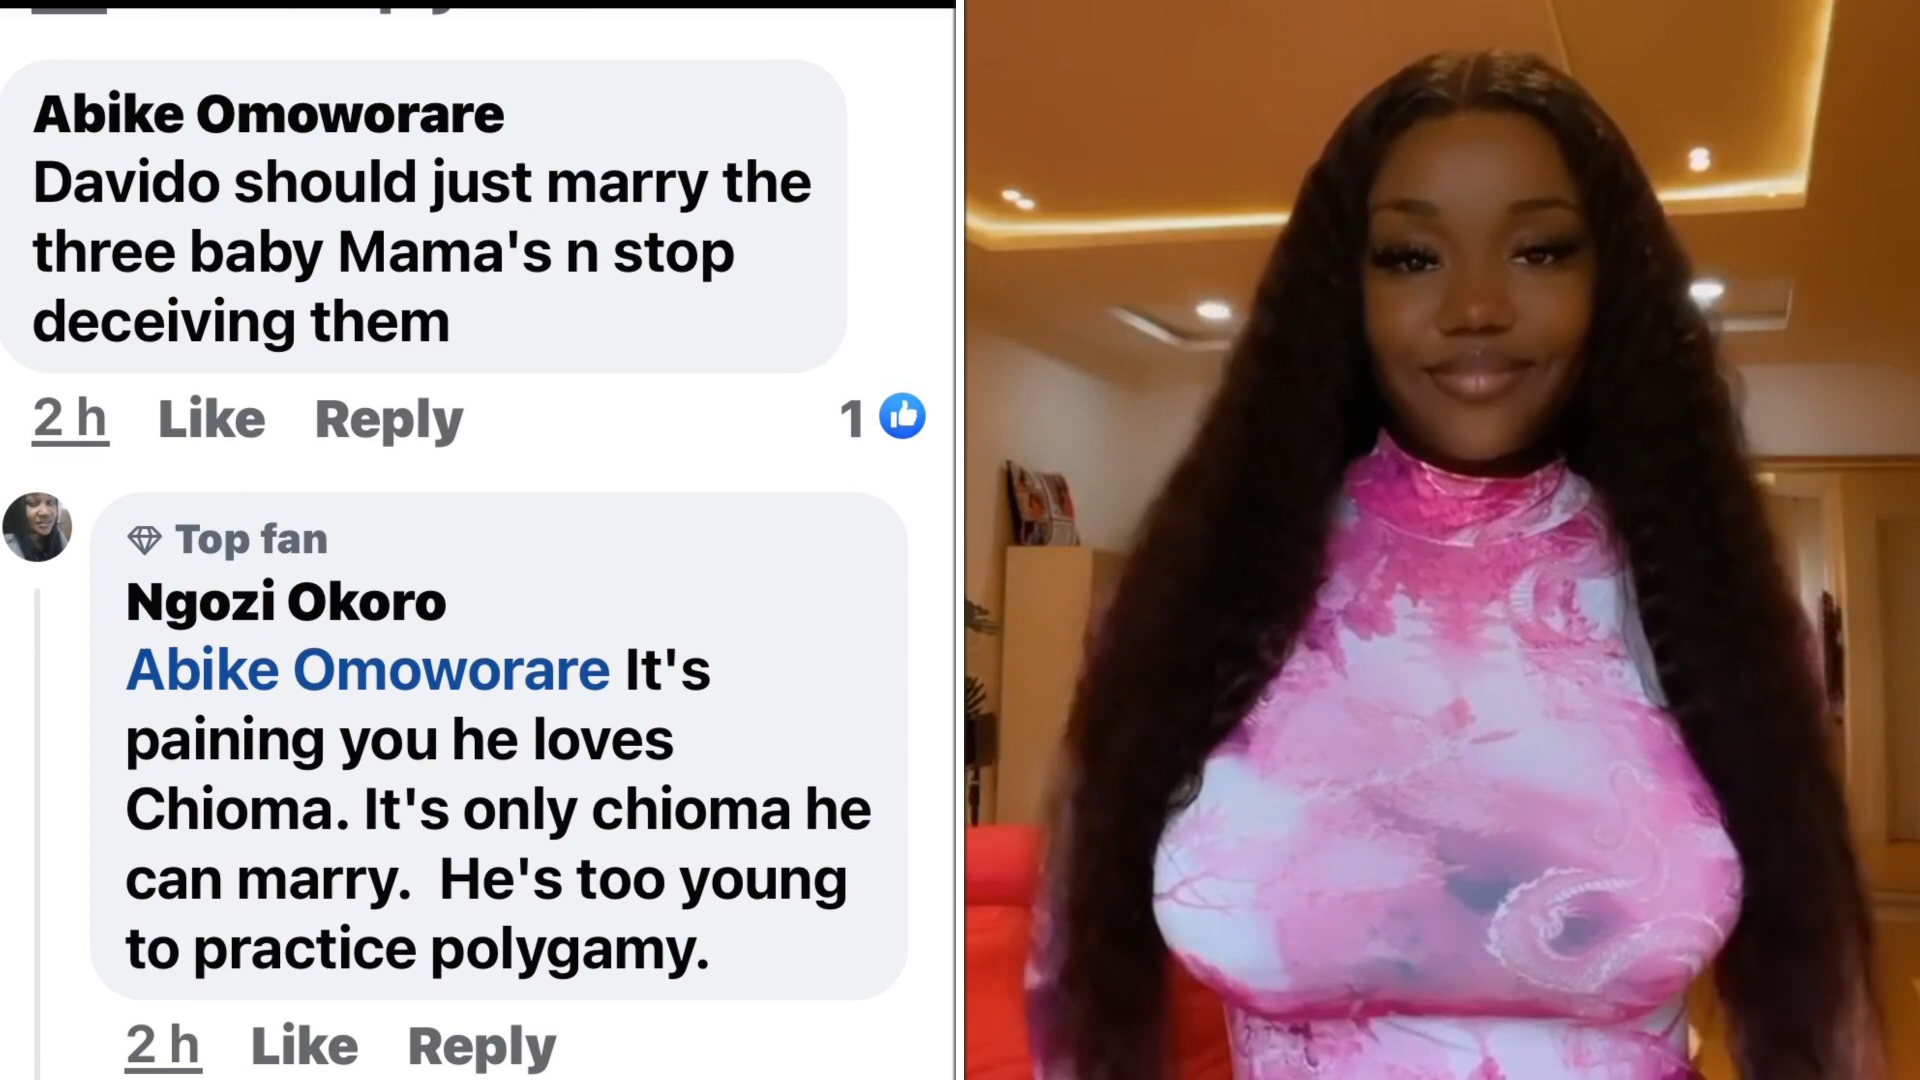 Abike Omoworare
Davido should just marry the
three baby Mama's n stop
deceiving them
2 h Like Reply 1
Top fan
Ngozi Okoro
Abike Omoworare It's
paining you he loves
Chioma. It's only chioma he
can marry.  He's too young
to practice polygamy.
2 h Like Reply